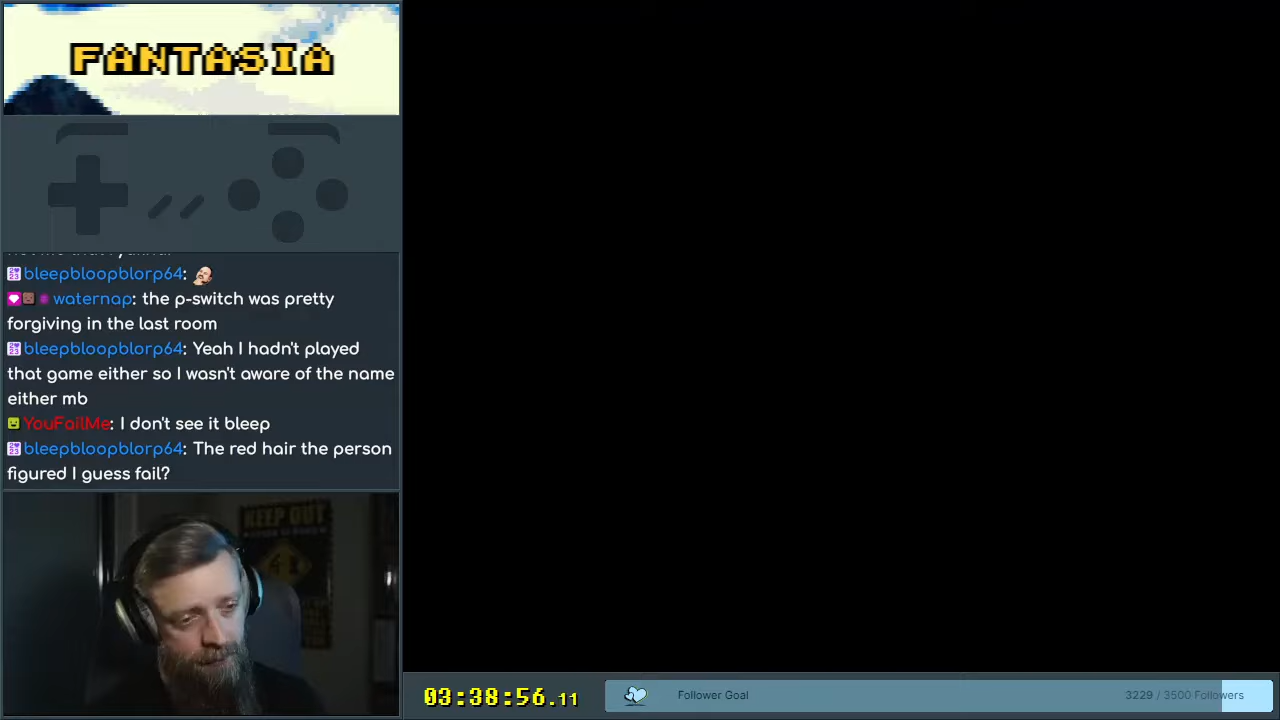 FANTASIA
bleepbloopblorp64:
waternap: the p-switch was pretty
forgiving in the last room
bleepbloopblorp64: Yeah I hadn't played
that game either so I wasn't aware of the name
either mb
YouFailMe: I don't see it bleep
bleepbloopblorp64: The red hair the person
figured I guess fail?
KEEP OUT
03:38:56.11
Follower Goal
3229 / 3500 Followers